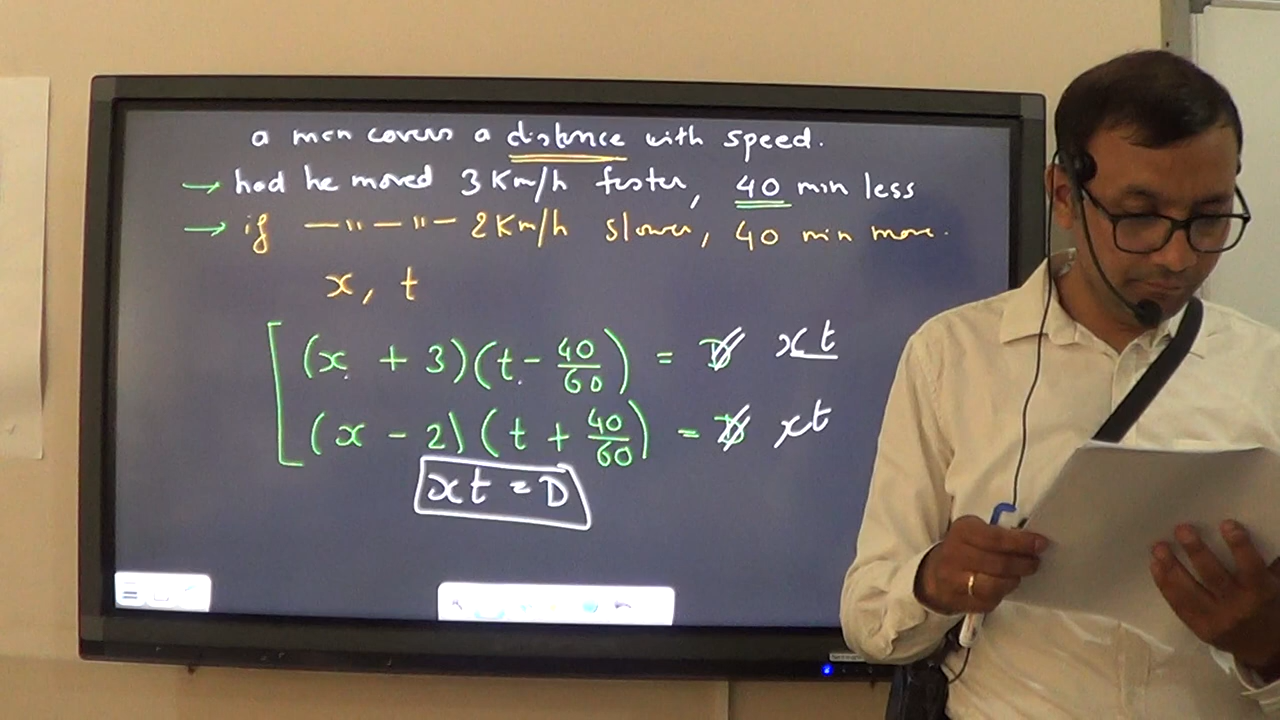 a man covers a distance with speed.
→ had he moved 3 Km/h faster, 40 min less
→ if —"—"— 2 Km/h slower, 40 min more.
x, t
(x + 3)(t - 40/60) = D xt
(x - 2)(t + 40/60) = D xt
xt = D